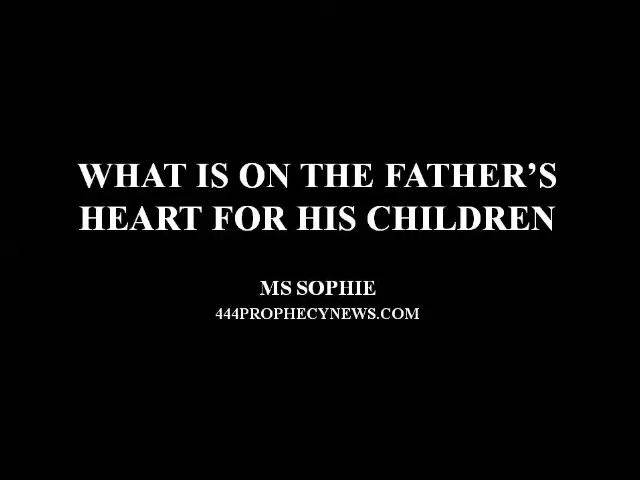 WHAT IS ON THE FATHER’S
HEART FOR HIS CHILDREN
MS SOPHIE
444PROPHECYNEWS.COM